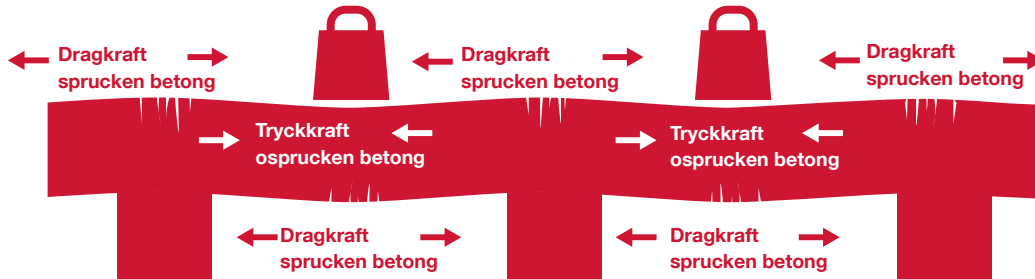 Dragkraft
sprucken betong
Dragkraft
sprucken betong
Dragkraft
sprucken betong
Tryckkraft
osprucken betong
Tryckkraft
osprucken betong
Dragkraft
sprucken betong
Dragkraft
sprucken betong